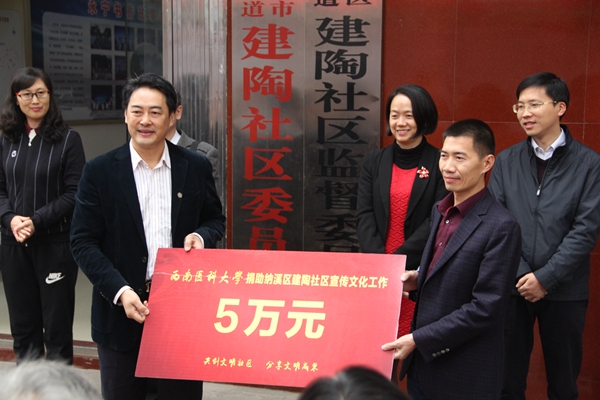 道市
建陶社区委员
道区
建陶社区监督委
西南医科大学·捐助纳溪区建陶社区宣传文化工作
5万元
共创文明社区 分享文明成果